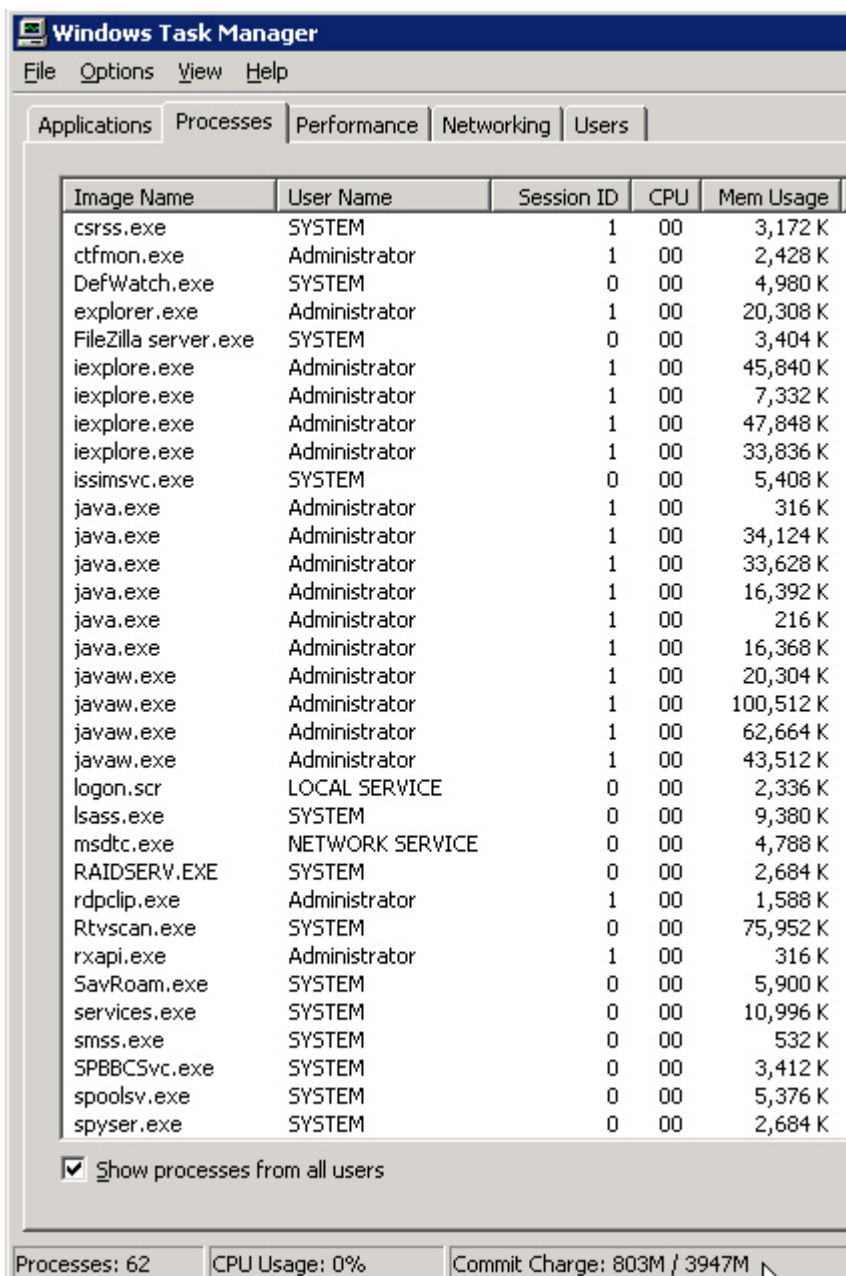 Windows Task Manager
File Options View Help
Applications Processes Performance Networking Users
Image Name User Name Session ID CPU Mem Usage
csrss.exe SYSTEM 1 00 3,172 K
ctfmon.exe Administrator 1 00 2,428 K
DefWatch.exe SYSTEM 0 00 4,980 K
explorer.exe Administrator 1 00 20,308 K
FileZilla server.exe SYSTEM 0 00 3,404 K
iexplore.exe Administrator 1 00 45,840 K
iexplore.exe Administrator 1 00 7,332 K
iexplore.exe Administrator 1 00 47,848 K
iexplore.exe Administrator 1 00 33,836 K
issimsvc.exe SYSTEM 0 00 5,408 K
java.exe Administrator 1 00 316 K
java.exe Administrator 1 00 34,124 K
java.exe Administrator 1 00 33,628 K
java.exe Administrator 1 00 16,392 K
java.exe Administrator 1 00 216 K
java.exe Administrator 1 00 16,368 K
javaw.exe Administrator 1 00 20,304 K
javaw.exe Administrator 1 00 100,512 K
javaw.exe Administrator 1 00 62,664 K
javaw.exe Administrator 1 00 43,512 K
logon.scr LOCAL SERVICE 0 00 2,336 K
lsass.exe SYSTEM 0 00 9,380 K
msdtc.exe NETWORK SERVICE 0 00 4,788 K
RAIDSERV.EXE SYSTEM 0 00 2,684 K
rdpclip.exe Administrator 1 00 1,588 K
Rtvscan.exe SYSTEM 0 00 75,952 K
rxapi.exe Administrator 1 00 316 K
SavRoam.exe SYSTEM 0 00 5,900 K
services.exe SYSTEM 0 00 10,996 K
smss.exe SYSTEM 0 00 532 K
SPBBCSvc.exe SYSTEM 0 00 3,412 K
spoolsv.exe SYSTEM 0 00 5,376 K
spyser.exe SYSTEM 0 00 2,684 K
Show processes from all users
Processes: 62 CPU Usage: 0% Commit Charge: 803M / 3947M